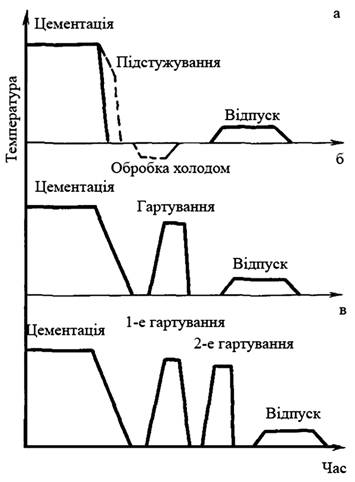 Цементація
а
Підстужування
Відпуск
Температура
Обробка холодом
б
Цементація
Гартування
Відпуск
в
1-е гартування
Цементація
2-е гартування
Відпуск
Час